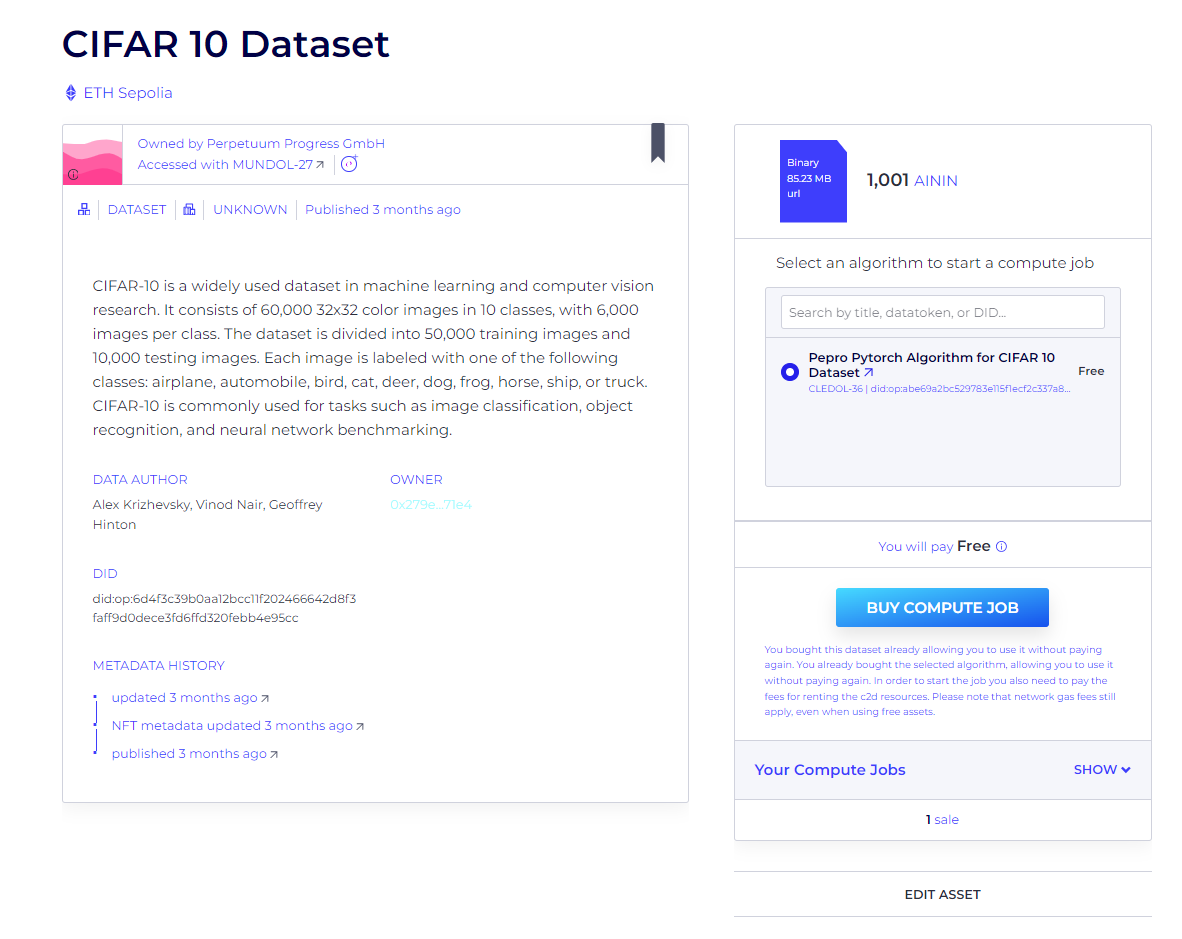 CIFAR 10 Dataset
ETH Sepolia
Owned by Perpetuum Progress GmbH
Accessed with MUNDOL-27
DATASET UNKNOWN Published 3 months ago
CIFAR-10 is a widely used dataset in machine learning and computer vision
research. It consists of 60,000 32x32 color images in 10 classes, with 6,000
images per class. The dataset is divided into 50,000 training images and
10,000 testing images. Each image is labeled with one of the following
classes: airplane, automobile, bird, cat, deer, dog, frog, horse, ship, or truck.
CIFAR-10 is commonly used for tasks such as image classification, object
recognition, and neural network benchmarking.
DATA AUTHOR
Alex Krizhevsky, Vinod Nair, Geoffrey
Hinton
OWNER
0x279e...71e4
DID
did:op:6d4f3c39b0aa12bcc11f202466642d8f3
faff9d0dece3fd6ffd320febb4e95cc
METADATA HISTORY
updated 3 months ago
NFT metadata updated 3 months ago
published 3 months ago
Binary
85.23 MB
url
1,001 AININ
Select an algorithm to start a compute job
Search by title, datatoken, or DID...
Pepro Pytorch Algorithm for CIFAR 10
Dataset
Free
CLEDOL-36 | did:op:abe69a2bc529783e115f1ecf2c337a8...
You will pay Free
BUY COMPUTE JOB
You bought this dataset already allowing you to use it without paying
again. You already bought the selected algorithm, allowing you to use it
without paying again. In order to start the job you also need to pay the
fees for renting the c2d resources. Please note that network gas fees still
apply, even when using free assets.
Your Compute Jobs
SHOW
1 sale
EDIT ASSET